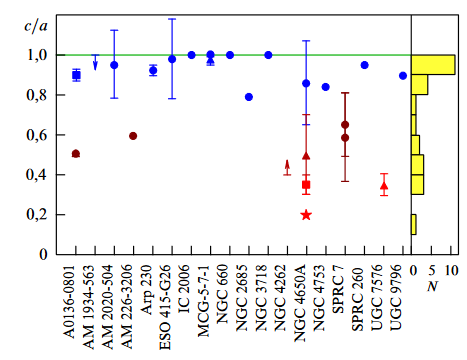 c/a
1,0
0,8
0,6
0,4
0,2
0
A0136-0801
AM 1934-563
AM 2020-504
AM 226-3206
Arp 230
ESO 415-G26
IC 2006
MCG-5-7-1
NGC 660
NGC 2685
NGC 3718
NGC 4262
NGC 4650A
NGC 4753
SPRC 7
SPRC 260
UGC 7576
UGC 9796
0 5 10
N